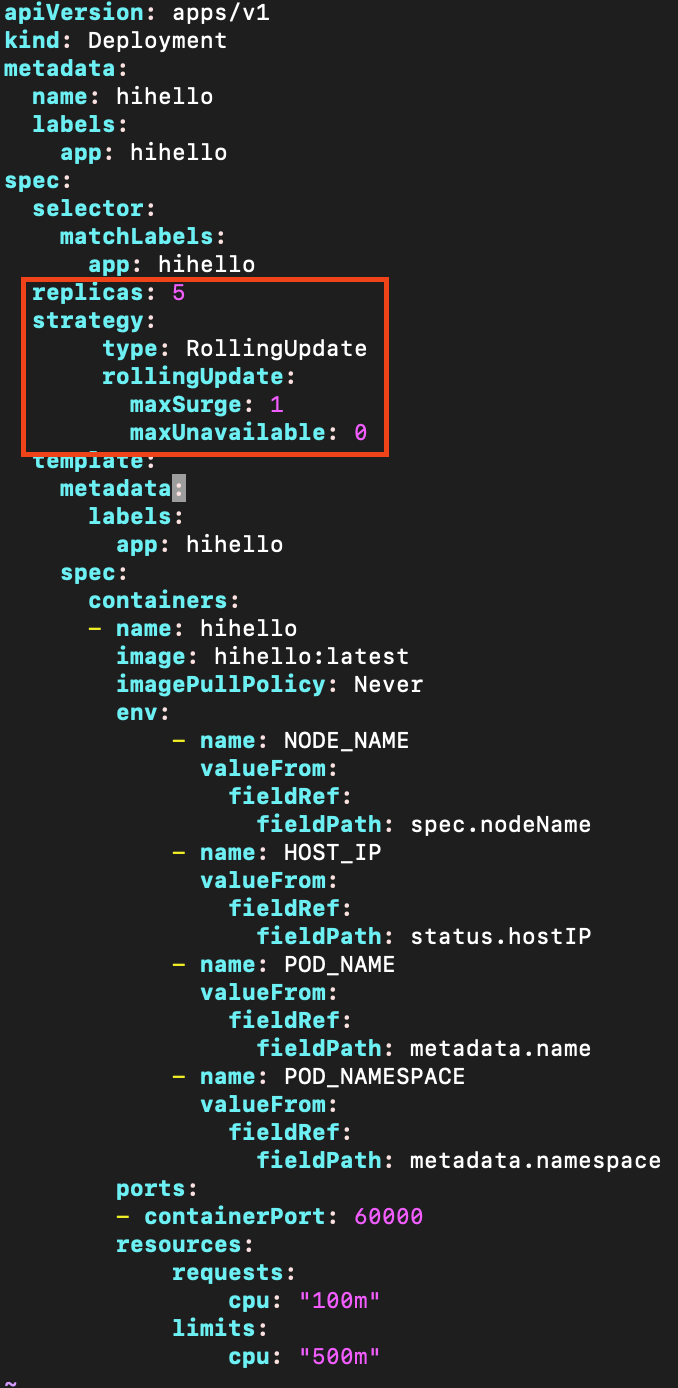 apiVersion: apps/v1
kind: Deployment
metadata:
  name: hihello
  labels:
    app: hihello
spec:
  selector:
    matchLabels:
      app: hihello
  replicas: 5
  strategy:
       type: RollingUpdate
       rollingUpdate:
         maxSurge: 1
         maxUnavailable: 0
  template:
    metadata:
      labels:
        app: hihello
    spec:
      containers:
      - name: hihello
        image: hihello:latest
        imagePullPolicy: Never
        env:
            - name: NODE_NAME
              valueFrom:
                fieldRef:
                  fieldPath: spec.nodeName
            - name: HOST_IP
              valueFrom:
                fieldRef:
                  fieldPath: status.hostIP
            - name: POD_NAME
              valueFrom:
                fieldRef:
                  fieldPath: metadata.name
            - name: POD_NAMESPACE
              valueFrom:
                fieldRef:
                  fieldPath: metadata.namespace
        ports:
        - containerPort: 60000
        resources:
            requests:
                cpu: "100m"
            limits:
                cpu: "500m"
~